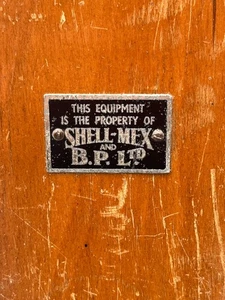 THIS EQUIPMENT
IS THE PROPERTY OF
SHELL-MEX
AND
B.P. LTD